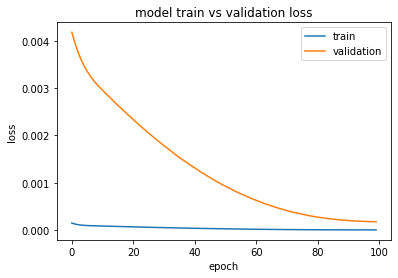 model train vs validation loss
train
validation
0.004
0.003
0.002
0.001
0.000
loss
0 20 40 60 80 100
epoch